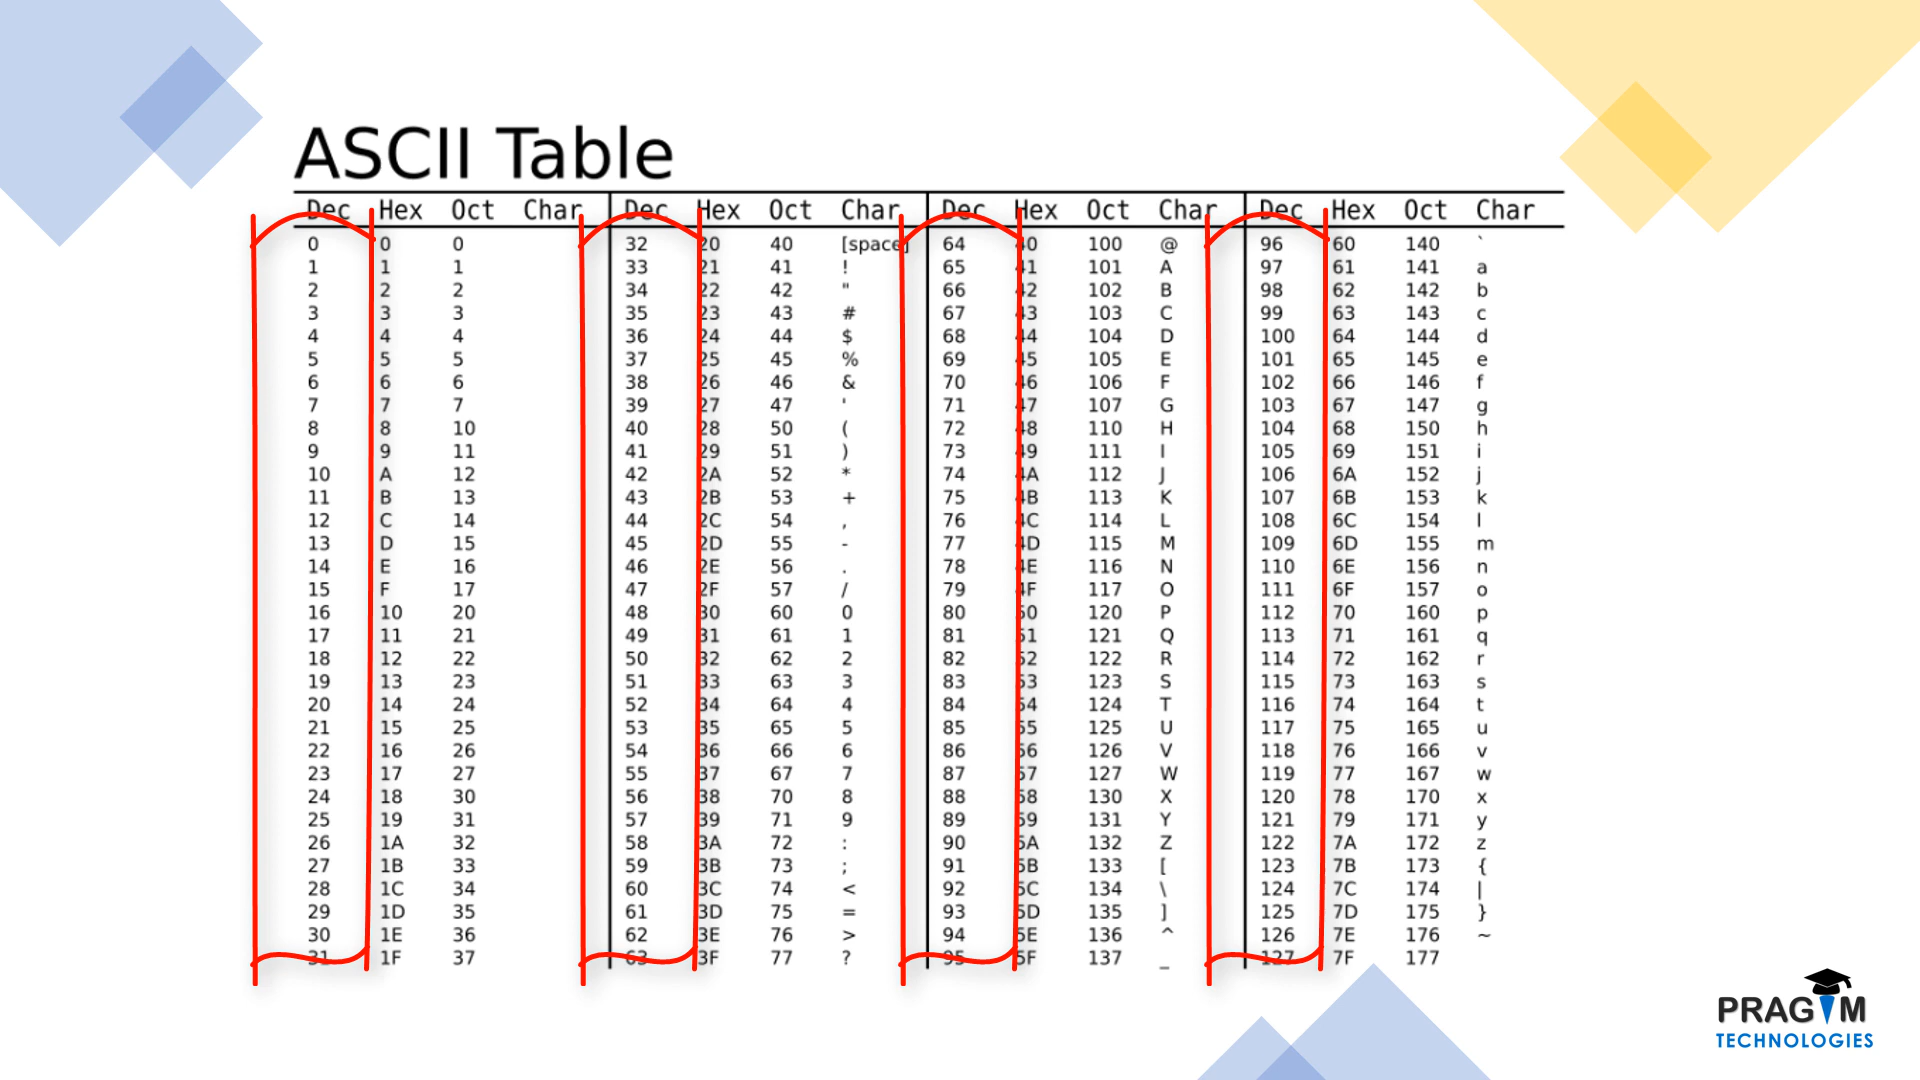 ASCII Table
Dec Hex Oct Char Dec Hex Oct Char Dec Hex Oct Char Dec Hex Oct Char
0 0 0 32 20 40 [space] 64 40 100 @ 96 60 140 `
1 1 1 33 21 41 ! 65 41 101 A 97 61 141 a
2 2 2 34 22 42 " 66 42 102 B 98 62 142 b
3 3 3 35 23 43 # 67 43 103 C 99 63 143 c
4 4 4 36 24 44 $ 68 44 104 D 100 64 144 d
5 5 5 37 25 45 % 69 45 105 E 101 65 145 e
6 6 6 38 26 46 & 70 46 106 F 102 66 146 f
7 7 7 39 27 47 ' 71 47 107 G 103 67 147 g
8 8 10 40 28 50 ( 72 48 110 H 104 68 150 h
9 9 11 41 29 51 ) 73 49 111 I 105 69 151 i
10 A 12 42 2A 52 * 74 4A 112 J 106 6A 152 j
11 B 13 43 2B 53 + 75 4B 113 K 107 6B 153 k
12 C 14 44 2C 54 , 76 4C 114 L 108 6C 154 l
13 D 15 45 2D 55 - 77 4D 115 M 109 6D 155 m
14 E 16 46 2E 56 . 78 4E 116 N 110 6E 156 n
15 F 17 47 2F 57 / 79 4F 117 O 111 6F 157 o
16 10 20 48 30 60 0 80 50 120 P 112 70 160 p
17 11 21 49 31 61 1 81 51 121 Q 113 71 161 q
18 12 22 50 32 62 2 82 52 122 R 114 72 162 r
19 13 23 51 33 63 3 83 53 123 S 115 73 163 s
20 14 24 52 34 64 4 84 54 124 T 116 74 164 t
21 15 25 53 35 65 5 85 55 125 U 117 75 165 u
22 16 26 54 36 66 6 86 56 126 V 118 76 166 v
23 17 27 55 37 67 7 87 57 127 W 119 77 167 w
24 18 30 56 38 70 8 88 58 130 X 120 78 170 x
25 19 31 57 39 71 9 89 59 131 Y 121 79 171 y
26 1A 32 58 3A 72 : 90 5A 132 Z 122 7A 172 z
27 1B 33 59 3B 73 ; 91 5B 133 [ 123 7B 173 {
28 1C 34 60 3C 74 < 92 5C 134 \ 124 7C 174 |
29 1D 35 61 3D 75 = 93 5D 135 ] 125 7D 175 }
30 1E 36 62 3E 76 > 94 5E 136 ^ 126 7E 176 ~
31 1F 37 63 3F 77 ? 95 5F 137 _ 127 7F 177
PRAGIM
TECHNOLOGIES